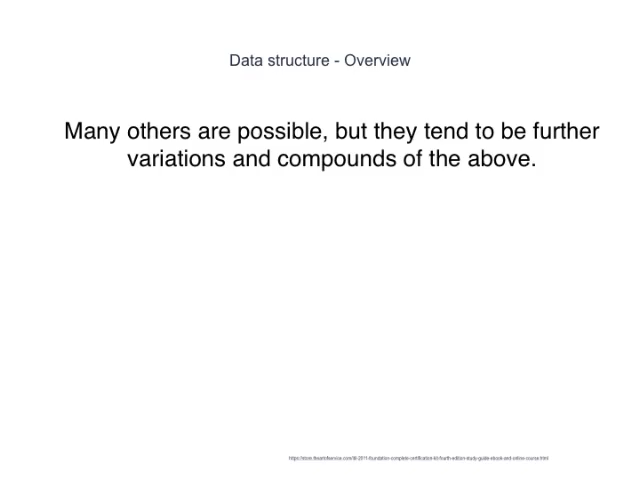 Data structure - Overview
Many others are possible, but they tend to be further
variations and compounds of the above.